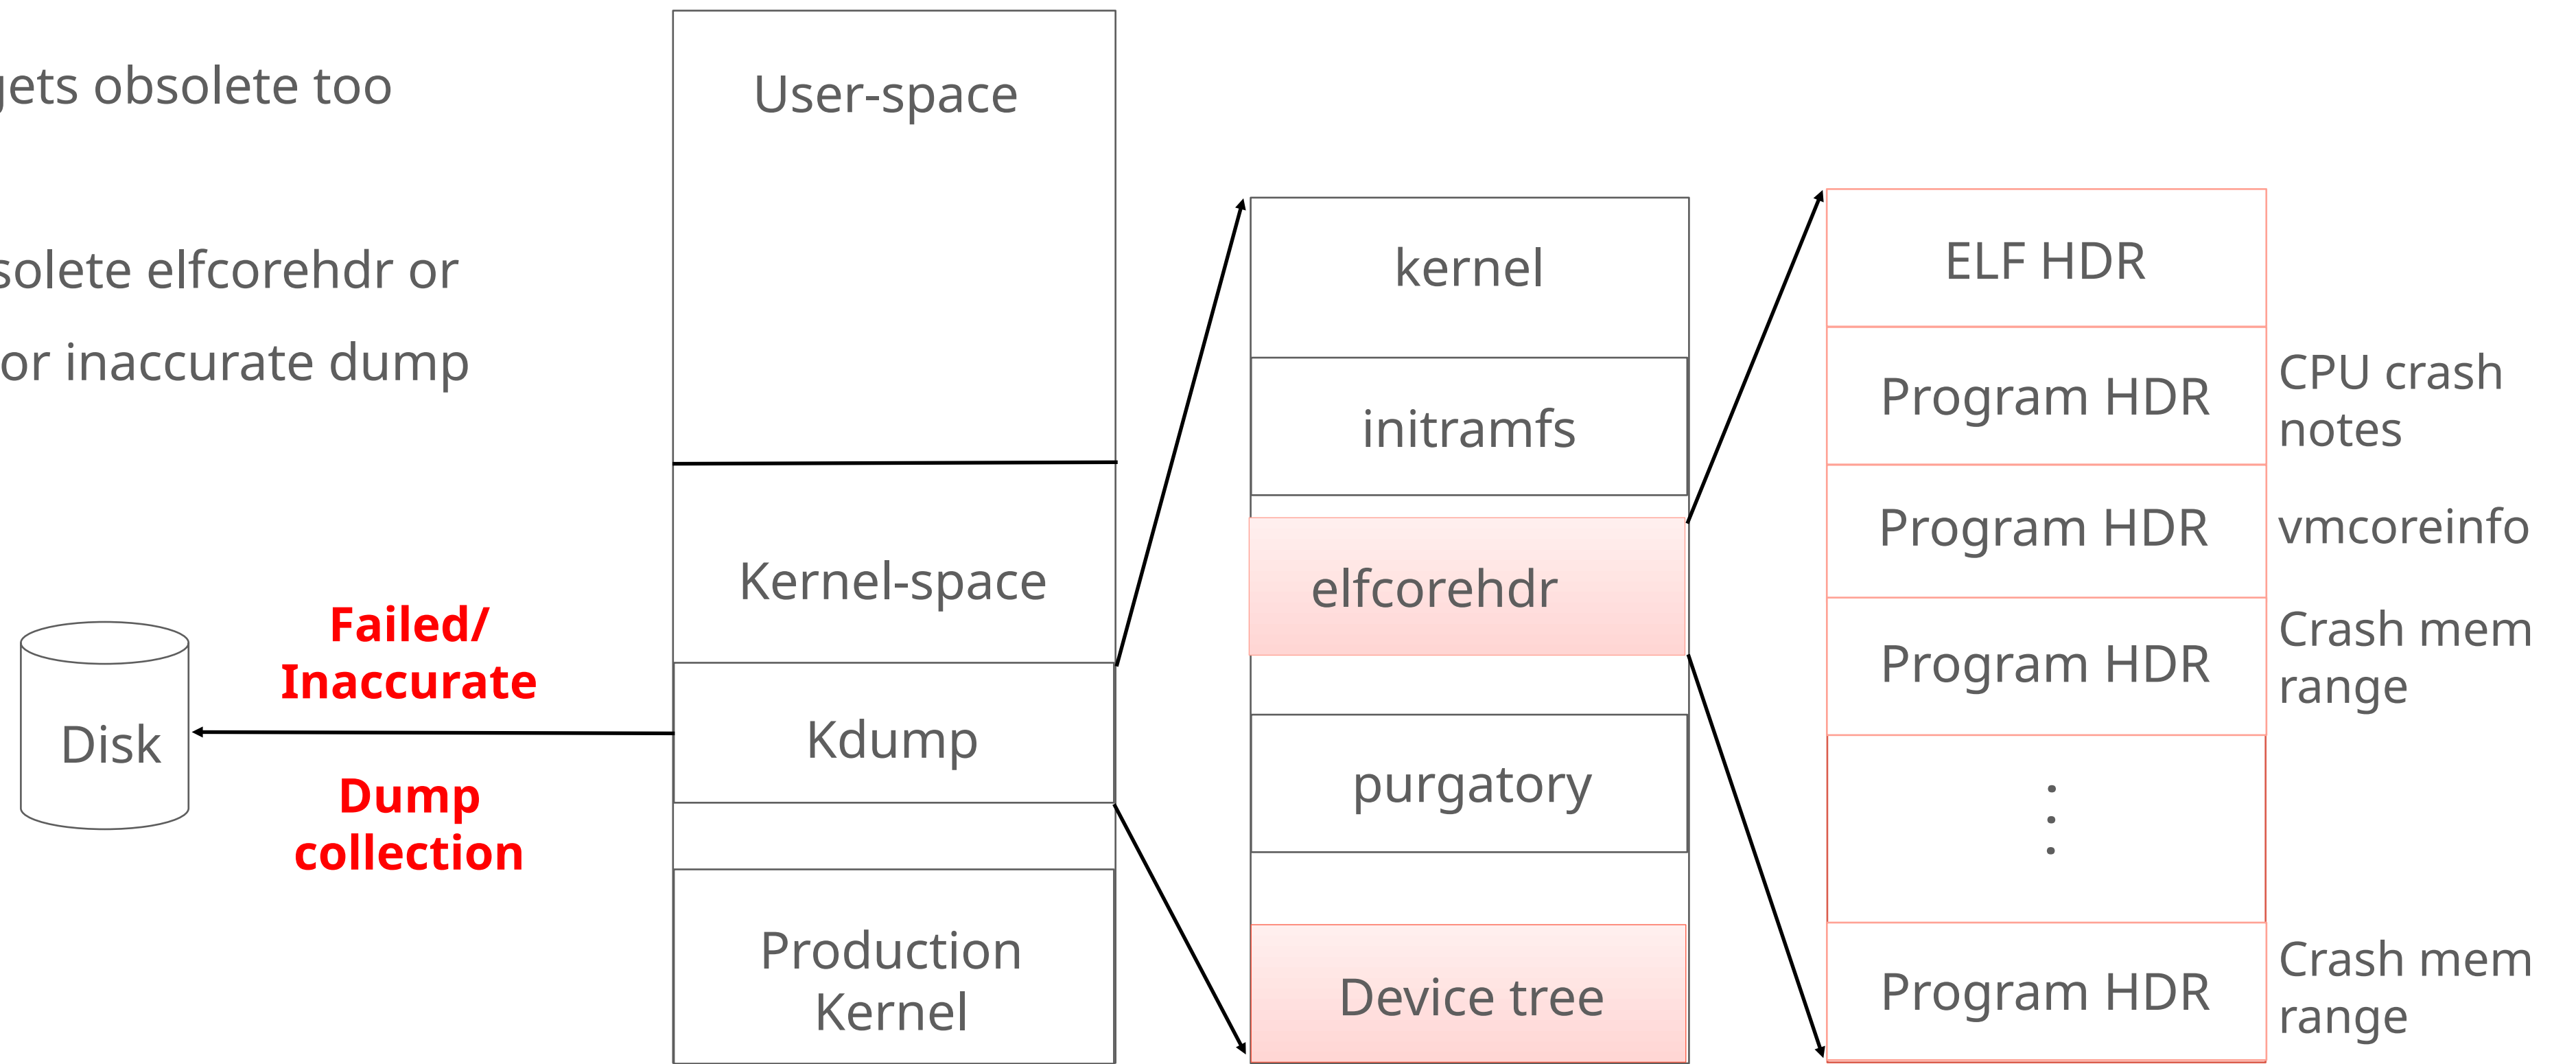 gets obsolete too
solete elfcorehdr or
or inaccurate dump
User-space
Kernel-space
Kdump
Production
Kernel
Disk
Failed/
Inaccurate
Dump
collection
kernel
initramfs
elfcorehdr
purgatory
Device tree
ELF HDR
Program HDR
CPU crash
notes
Program HDR
vmcoreinfo
Program HDR
Crash mem
range
.
.
.
Program HDR
Crash mem
range